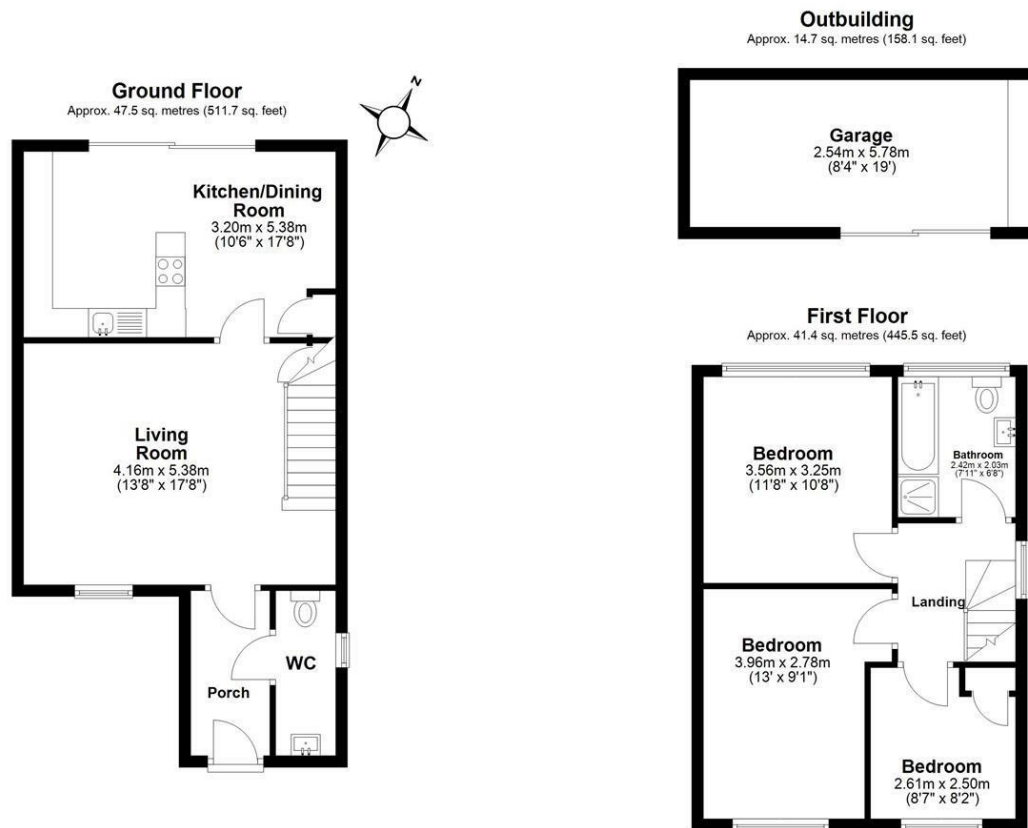 Outbuilding
Approx. 14.7 sq. metres (158.1 sq. feet)
Garage
2.54m x 5.78m
(8'4" x 19')
Ground Floor
Approx. 47.5 sq. metres (511.7 sq. feet)
N
Kitchen/Dining
Room
3.20m x 5.38m
(10'6" x 17'8")
Living
Room
4.16m x 5.38m
(13'8" x 17'8")
WC
Porch
First Floor
Approx. 41.4 sq. metres (445.5 sq. feet)
Bedroom
3.56m x 3.25m
(11'8" x 10'8")
Bathroom
2.42m x 2.03m
(7'11" x 6'8")
Landing
Bedroom
3.96m x 2.78m
(13' x 9'1")
Bedroom
2.61m x 2.50m
(8'7" x 8'2")